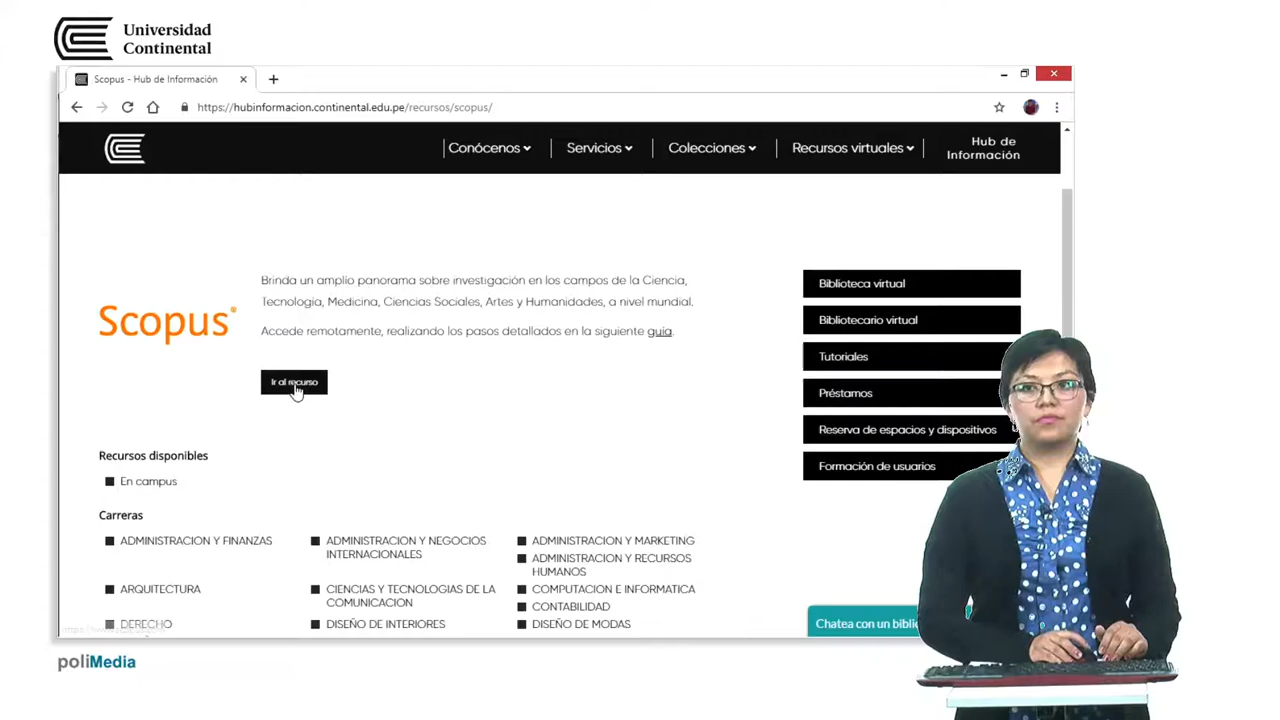 Universidad
Continental
Scopus - Hub de Información
https://hubinformacion.continental.edu.pe/recursos/scopus/
Conócenos
Servicios
Colecciones
Recursos virtuales
Hub de
Información
Scopus
Brinda un amplío panorama sobre investigación en los campos de la Ciencia,
Tecnología, Medicina, Ciencias Sociales, Artes y Humanidades, a nivel mundial.
Accede remotamente, realizando los pasos detallados en la siguiente guía.
Ir al recurso
Biblioteca virtual
Bibliotecario virtual
Tutoriales
Préstamos
Reserva de espacios y dispositivos
Formación de usuarios
Recursos disponibles
En campus
Carreras
ADMINISTRACION Y FINANZAS
ADMINISTRACION Y NEGOCIOS
INTERNACIONALES
ADMINISTRACION Y MARKETING
ADMINISTRACION Y RECURSOS
HUMANOS
ARQUITECTURA
CIENCIAS Y TECNOLOGIAS DE LA
COMUNICACION
COMPUTACION E INFORMATICA
CONTABILIDAD
DERECHO
DISEÑO DE INTERIORES
DISEÑO DE MODAS
Chatea con un
poliMedia